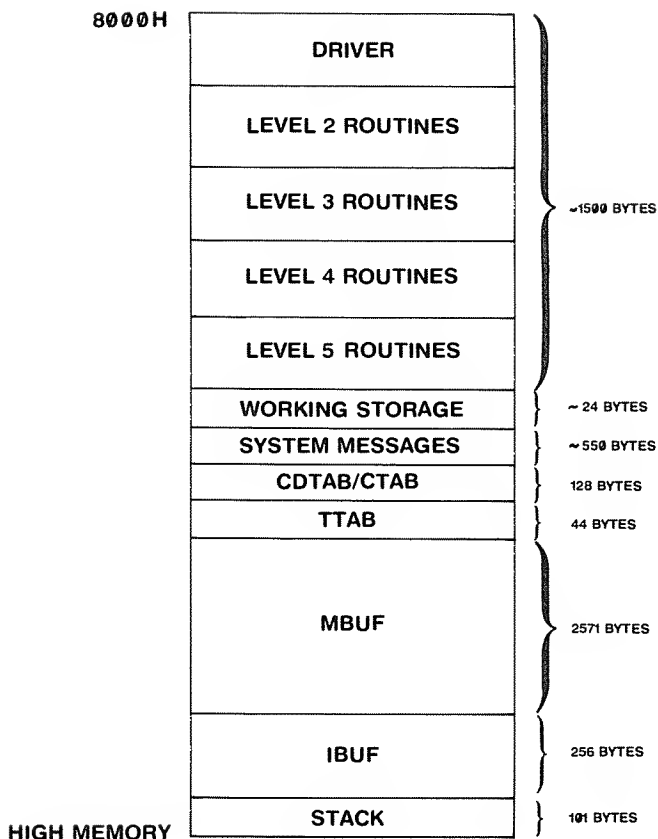 8000H
DRIVER
LEVEL 2 ROUTINES
LEVEL 3 ROUTINES
~1500 BYTES
LEVEL 4 ROUTINES
LEVEL 5 ROUTINES
WORKING STORAGE
~ 24 BYTES
SYSTEM MESSAGES
~550 BYTES
CDTAB/CTAB
128 BYTES
TTAB
44 BYTES
MBUF
2571 BYTES
IBUF
256 BYTES
STACK
101 BYTES
HIGH MEMORY